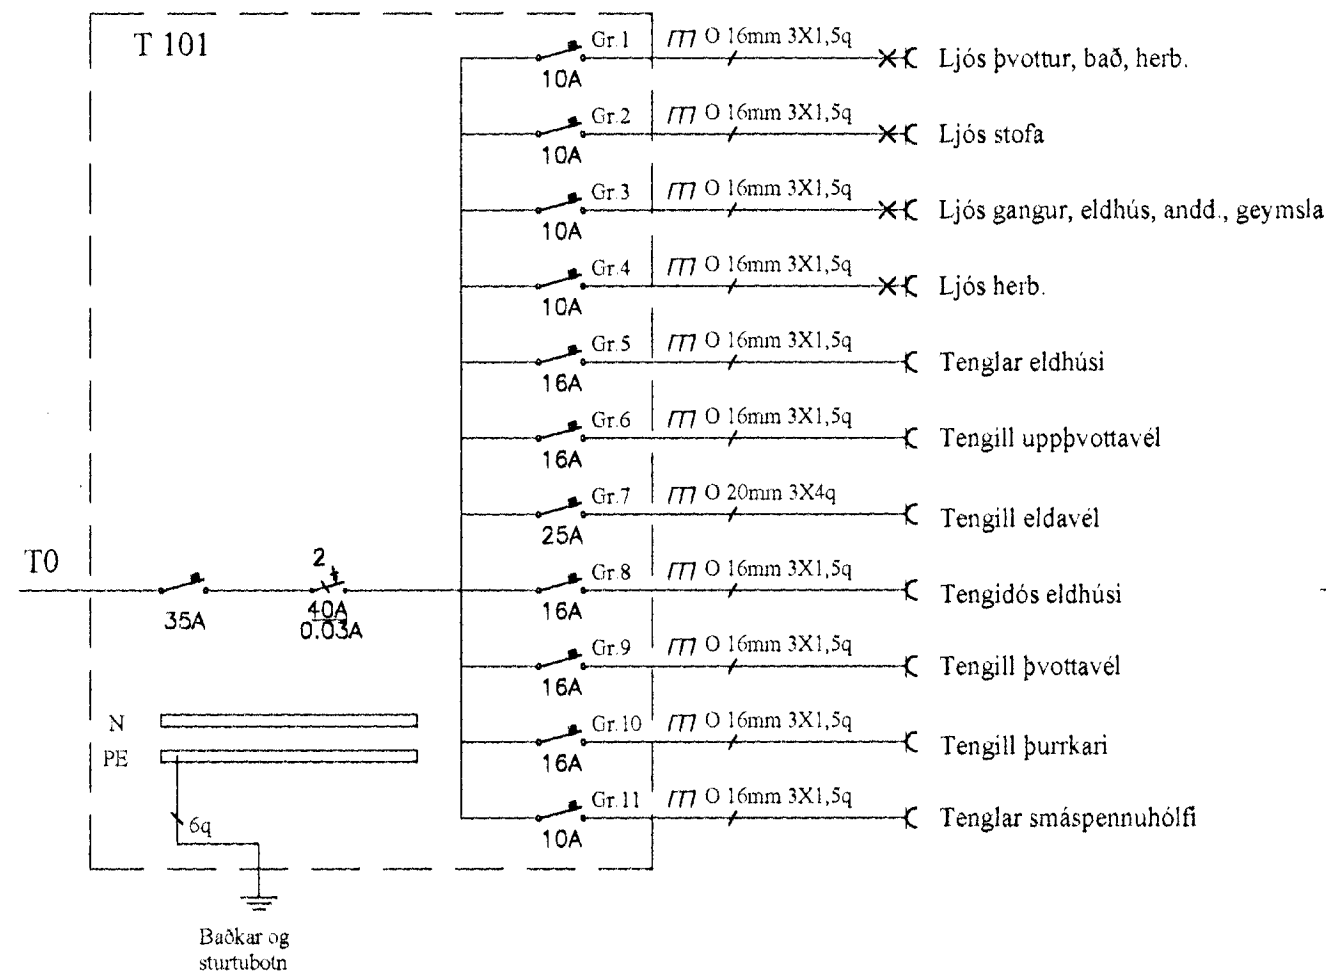 T 101
Gr.1 m O 16mm 3X1,5q
10A
Ljós þvottur, bað, herb.
Gr.2 m O 16mm 3X1,5q
10A
Ljós stofa
Gr.3 m O 16mm 3X1,5q
10A
Ljós gangur, eldhús, andd., geymsla
Gr.4 m O 16mm 3X1,5q
10A
Ljós herb.
Gr.5 m O 16mm 3X1,5q
16A
Tenglar eldhúsi
Gr.6 m O 16mm 3X1,5q
16A
Tengill uppþvottavél
Gr.7 m O 20mm 3X4q
25A
Tengill eldavél
T0
35A
2
40A
0.03A
Gr.8 m O 16mm 3X1,5q
16A
Tengidós eldhúsi
Gr.9 m O 16mm 3X1,5q
16A
Tengill þvottavél
N
PE
Gr.10 m O 16mm 3X1,5q
16A
Tengill þurrkari
Gr.11 m O 16mm 3X1,5q
10A
Tenglar smáspennuhólfi
6q
Baðkar og
sturtubotn